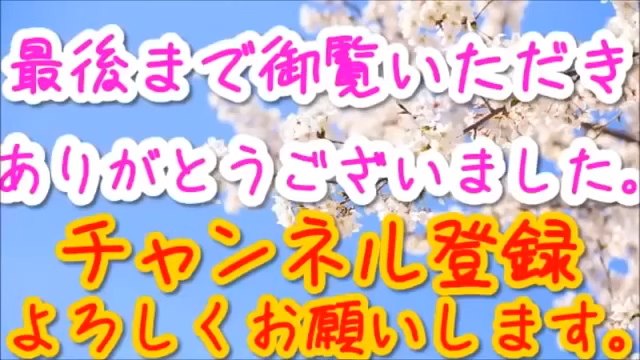 最後まで御覧いただき
ありがとうございました。
チャンネル登録
よろしくお願いします。